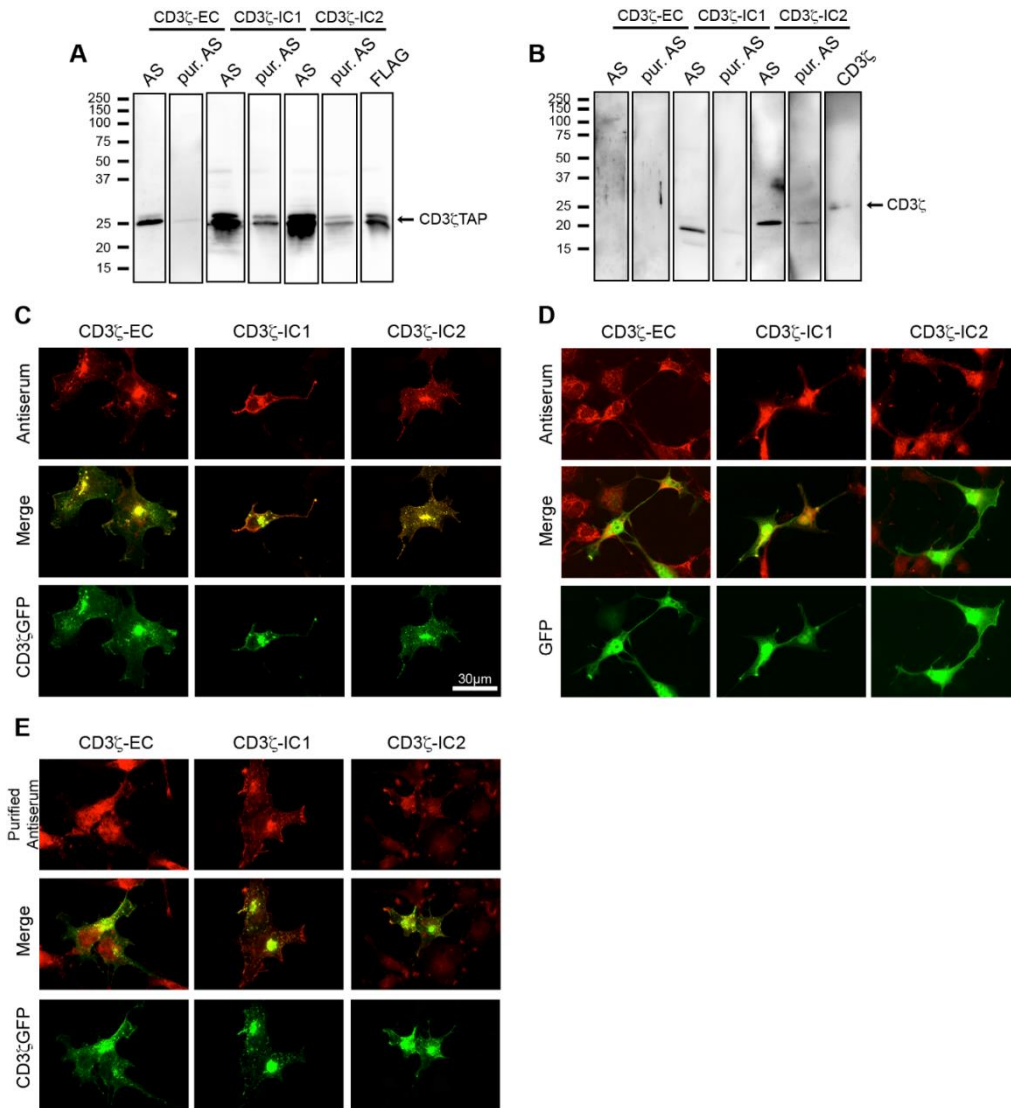 CD3ζ-EC CD3ζ-IC1 CD3ζ-IC2
A
AS pur. AS AS pur. AS AS pur. AS FLAG
250
150
100
75
50
37
25
20
15
CD3ζTAP
CD3ζ-EC CD3ζ-IC1 CD3ζ-IC2
B
AS pur. AS AS pur. AS AS pur. AS CD3ζ
250
150
100
75
50
37
25
20
15
CD3ζ
C
CD3ζ-EC CD3ζ-IC1 CD3ζ-IC2
Antiserum
Merge
CD3ζGFP
30µm
D
CD3ζ-EC CD3ζ-IC1 CD3ζ-IC2
Antiserum
Merge
GFP
E
CD3ζ-EC CD3ζ-IC1 CD3ζ-IC2
Purified
Antiserum
Merge
CD3ζGFP